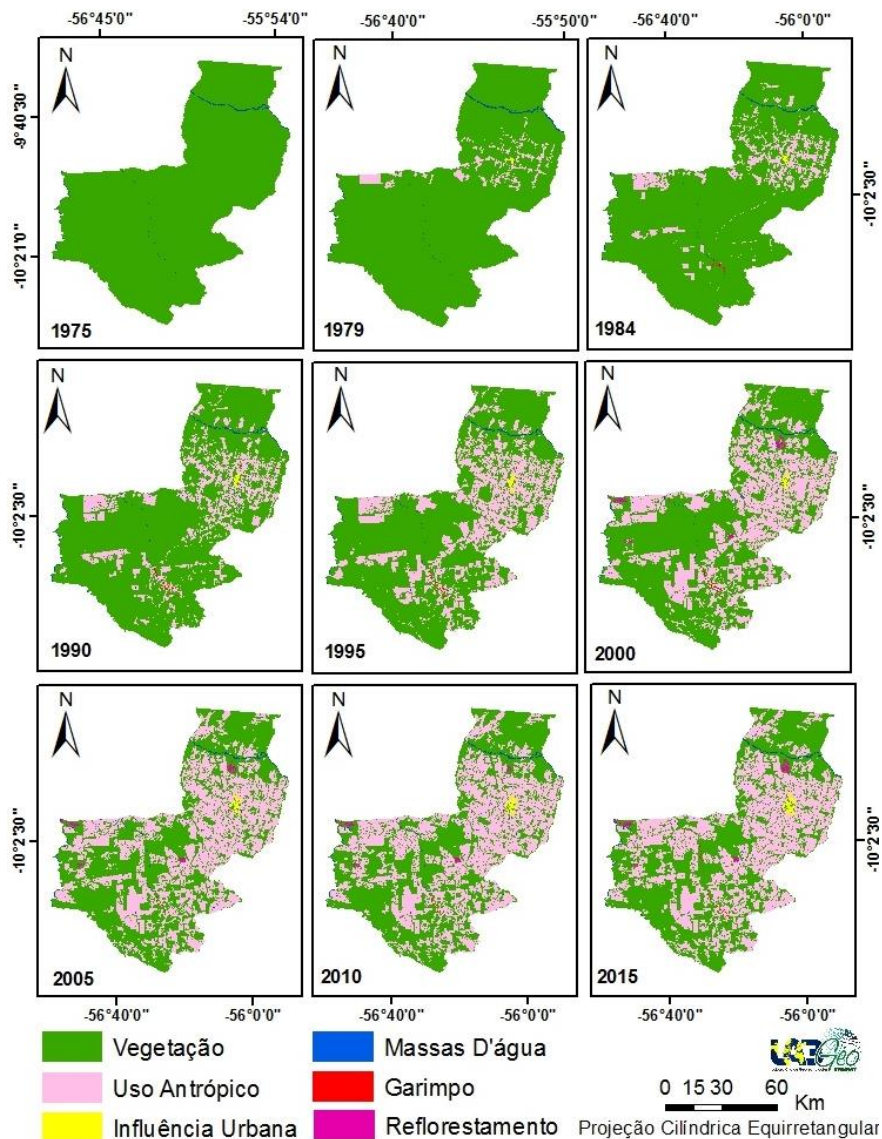 -56°45'0" -55°54'0" -56°40'0" -55°50'0" -56°40'0" -56°0'0"
N N N
9°40'30"
-10°21'0"
-10°2'30"
1975 1979 1984
N N N
-10°2'30"
-10°2'30"
1990 1995 2000
N N N
-10°2'30"
-10°2'30"
2005 2010 2015
-56°40'0" -56°0'0" -56°40'0" -56°0'0" -56°40'0" -56°0'0"
Vegetação Massas D'água
Uso Antrópico Garimpo
Influência Urbana Reflorestamento
Geo
0 15 30 60
Km
Projeção Cilíndrica Equirretangular